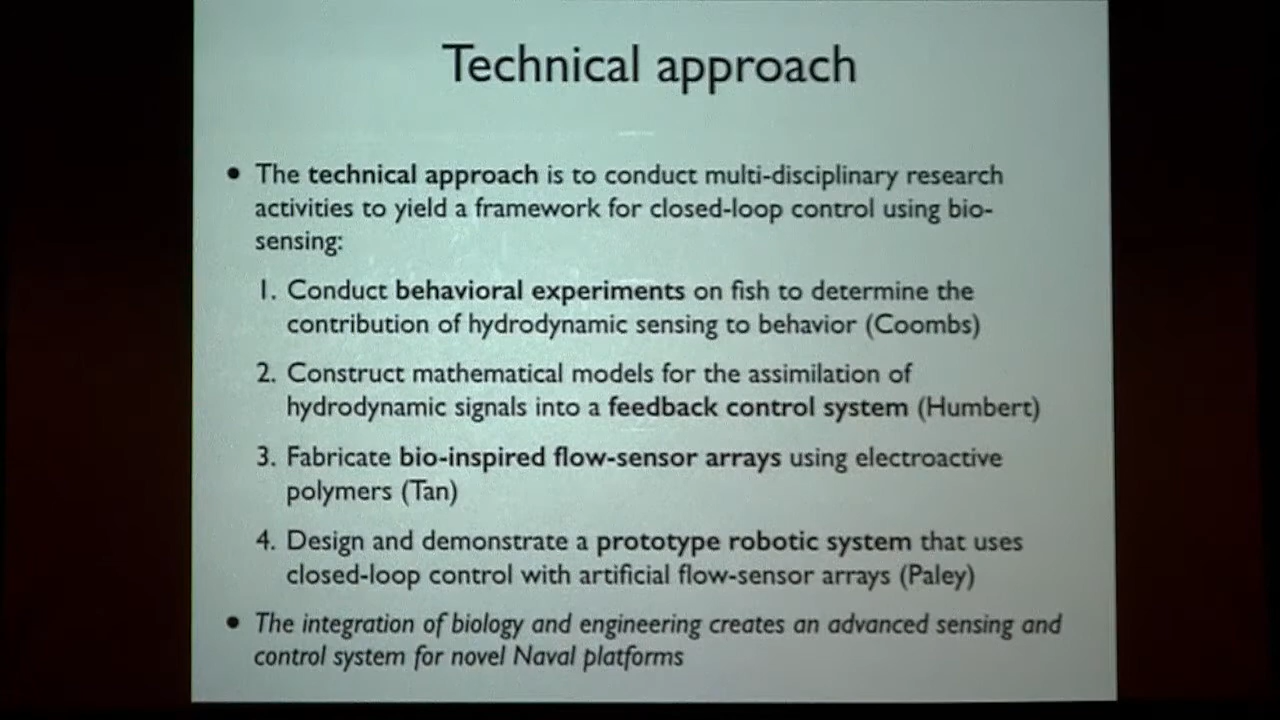 Technical approach
• The technical approach is to conduct multi-disciplinary research
activities to yield a framework for closed-loop control using bio-
sensing:
1. Conduct behavioral experiments on fish to determine the
contribution of hydrodynamic sensing to behavior (Coombs)
2. Construct mathematical models for the assimilation of
hydrodynamic signals into a feedback control system (Humbert)
3. Fabricate bio-inspired flow-sensor arrays using electroactive
polymers (Tan)
4. Design and demonstrate a prototype robotic system that uses
closed-loop control with artificial flow-sensor arrays (Paley)
• The integration of biology and engineering creates an advanced sensing and
control system for novel Naval platforms